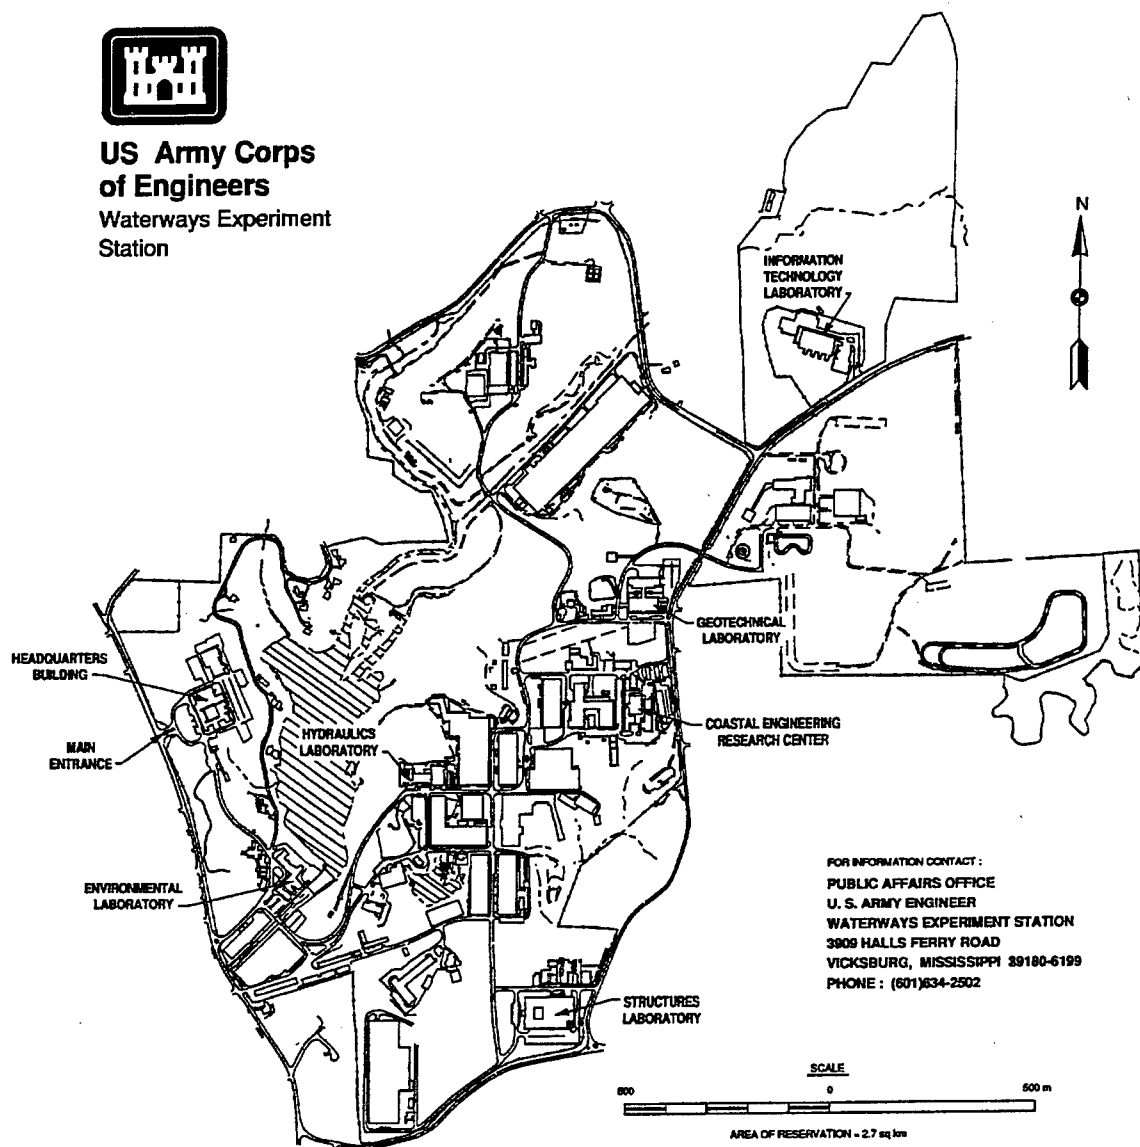 US Army Corps
of Engineers
Waterways Experiment
Station
N
INFORMATION
TECHNOLOGY
LABORATORY
GEOTECHNICAL
LABORATORY
HEADQUARTERS
BUILDING
MAIN
ENTRANCE
HYDRAULICS
LABORATORY
COASTAL ENGINEERING
RESEARCH CENTER
ENVIRONMENTAL
LABORATORY
STRUCTURES
LABORATORY
FOR INFORMATION CONTACT :
PUBLIC AFFAIRS OFFICE
U. S. ARMY ENGINEER
WATERWAYS EXPERIMENT STATION
3909 HALLS FERRY ROAD
VICKSBURG, MISSISSIPPI 39180-6199
PHONE : (601)634-2502
SCALE
500 0 500 m
AREA OF RESERVATION - 2.7 sq km